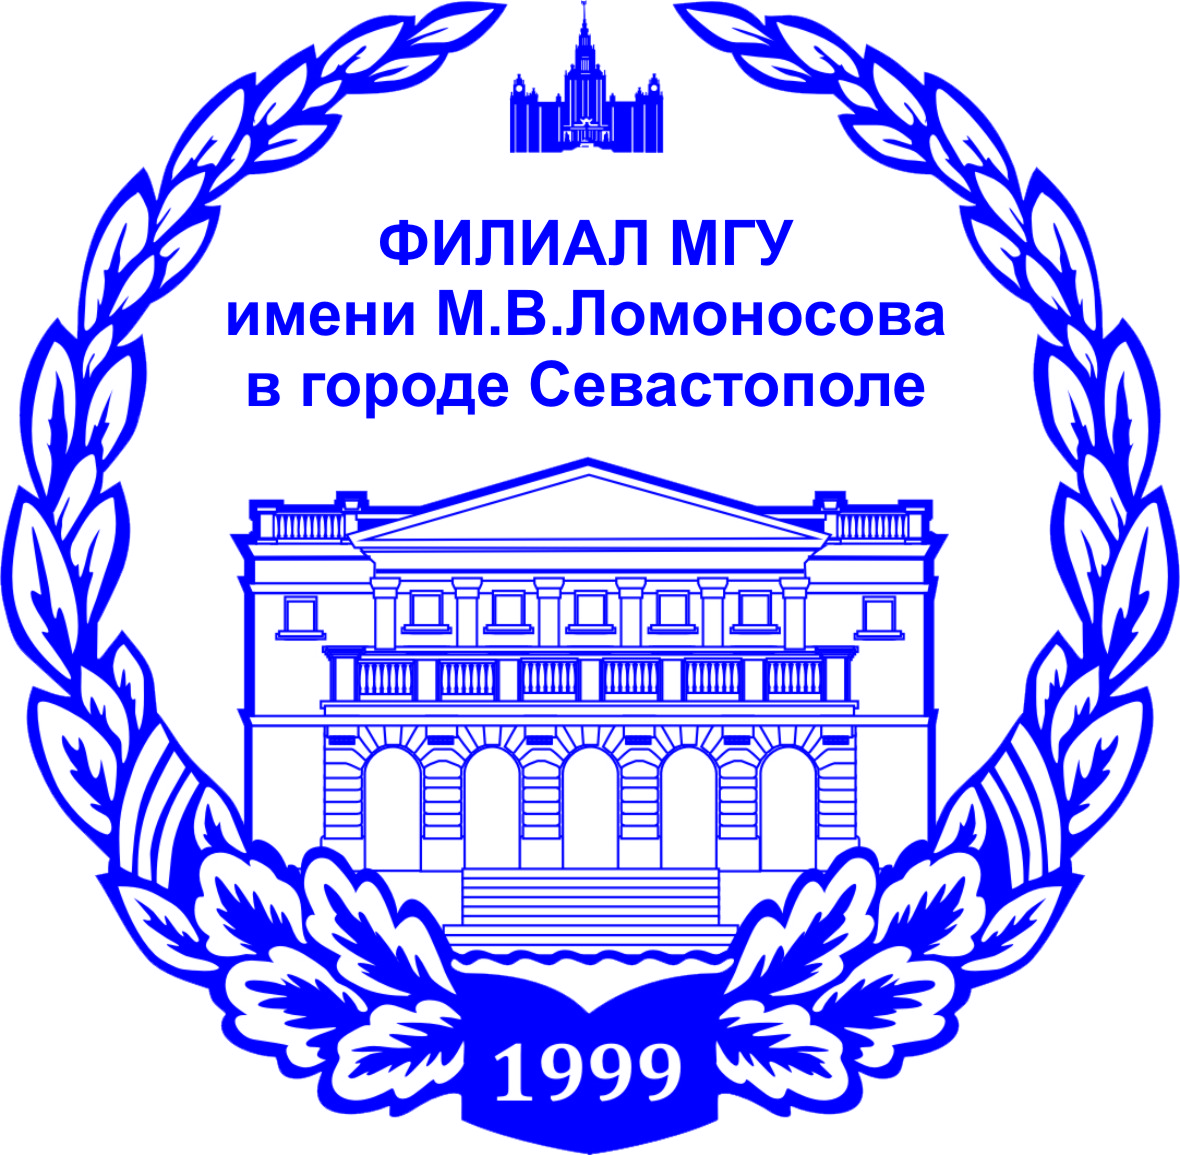 ФИЛИАЛ МГУ
имени М.В.Ломоносова
в городе Севастополе
1999